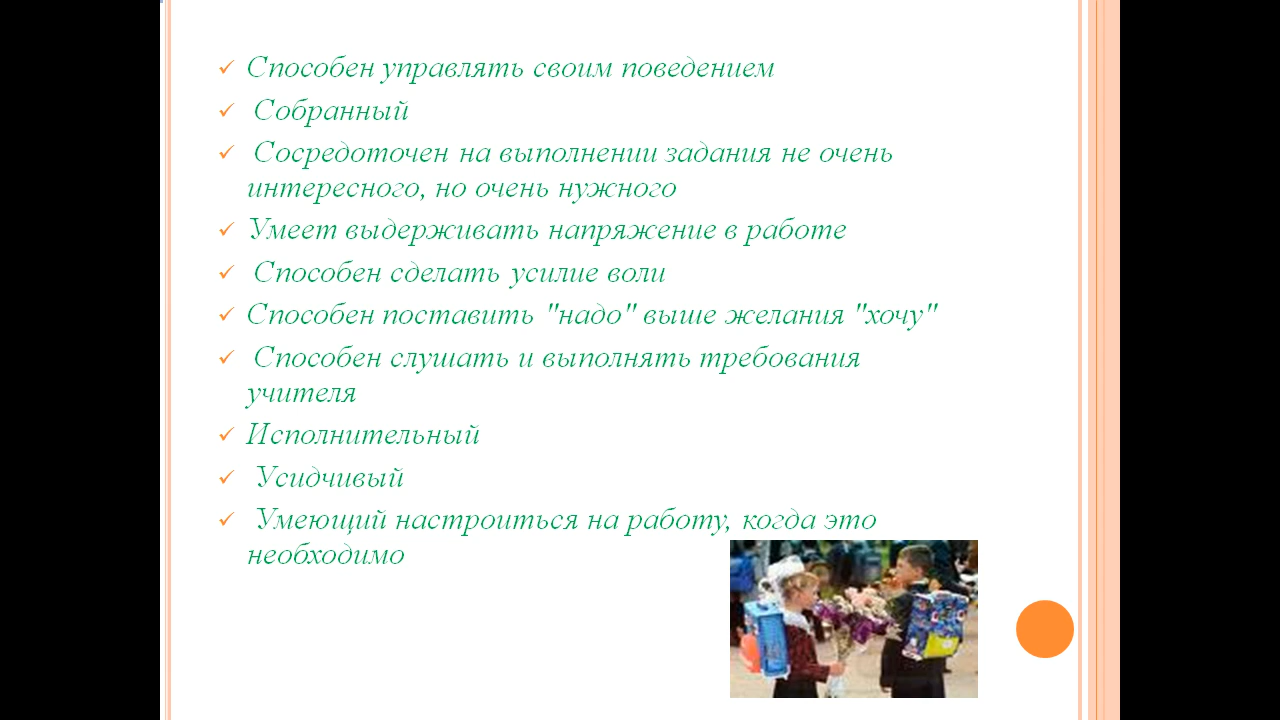 Способен управлять своим поведением
Собранный
Сосредоточен на выполнении задания не очень
интересного, но очень нужного
Умеет выдерживать напряжение в работе
Способен сделать усилие воли
Способен поставить "надо" выше желания "хочу"
Способен слушать и выполнять требования
учителя
Исполнительный
Усидчивый
Умеющий настроиться на работу, когда это
необходимо